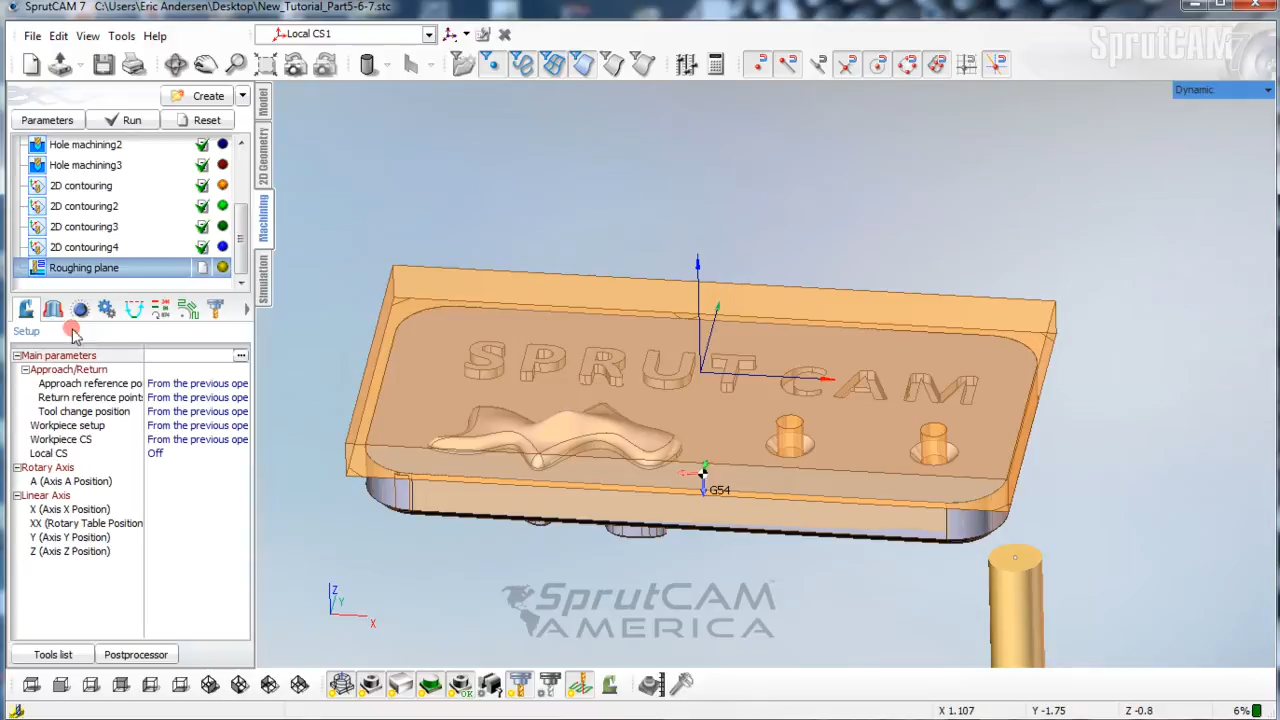 SprutCAM 7 C:\Users\Eric Andersen\Desktop\New_Tutorial_Part5-6-7.stc
File Edit View Tools Help
Local CS1
SprutCAM 7
Create
Parameters
Run
Reset
Dynamic
Hole machining2
Hole machining3
2D contouring
2D contouring2
2D contouring3
2D contouring4
Roughing plane
Model
2D Geometry
Machining
Simulation
Setup
Main parameters
Approach/Return
Approach reference po From the previous ope
Return reference point: From the previous ope
Tool change position From the previous ope
Workpiece setup From the previous ope
Workpiece CS From the previous ope
Local CS Off
Rotary Axis
A (Axis A Position)
Linear Axis
X (Axis X Position)
XX (Rotary Table Position
Y (Axis Y Position)
Z (Axis Z Position)
SPRUT CAM
G54
Z
Y
X
SprutCAM
AMERICA
Tools list
Postprocessor
OK
X 1.107 Y -1.75 Z -0.8 6%